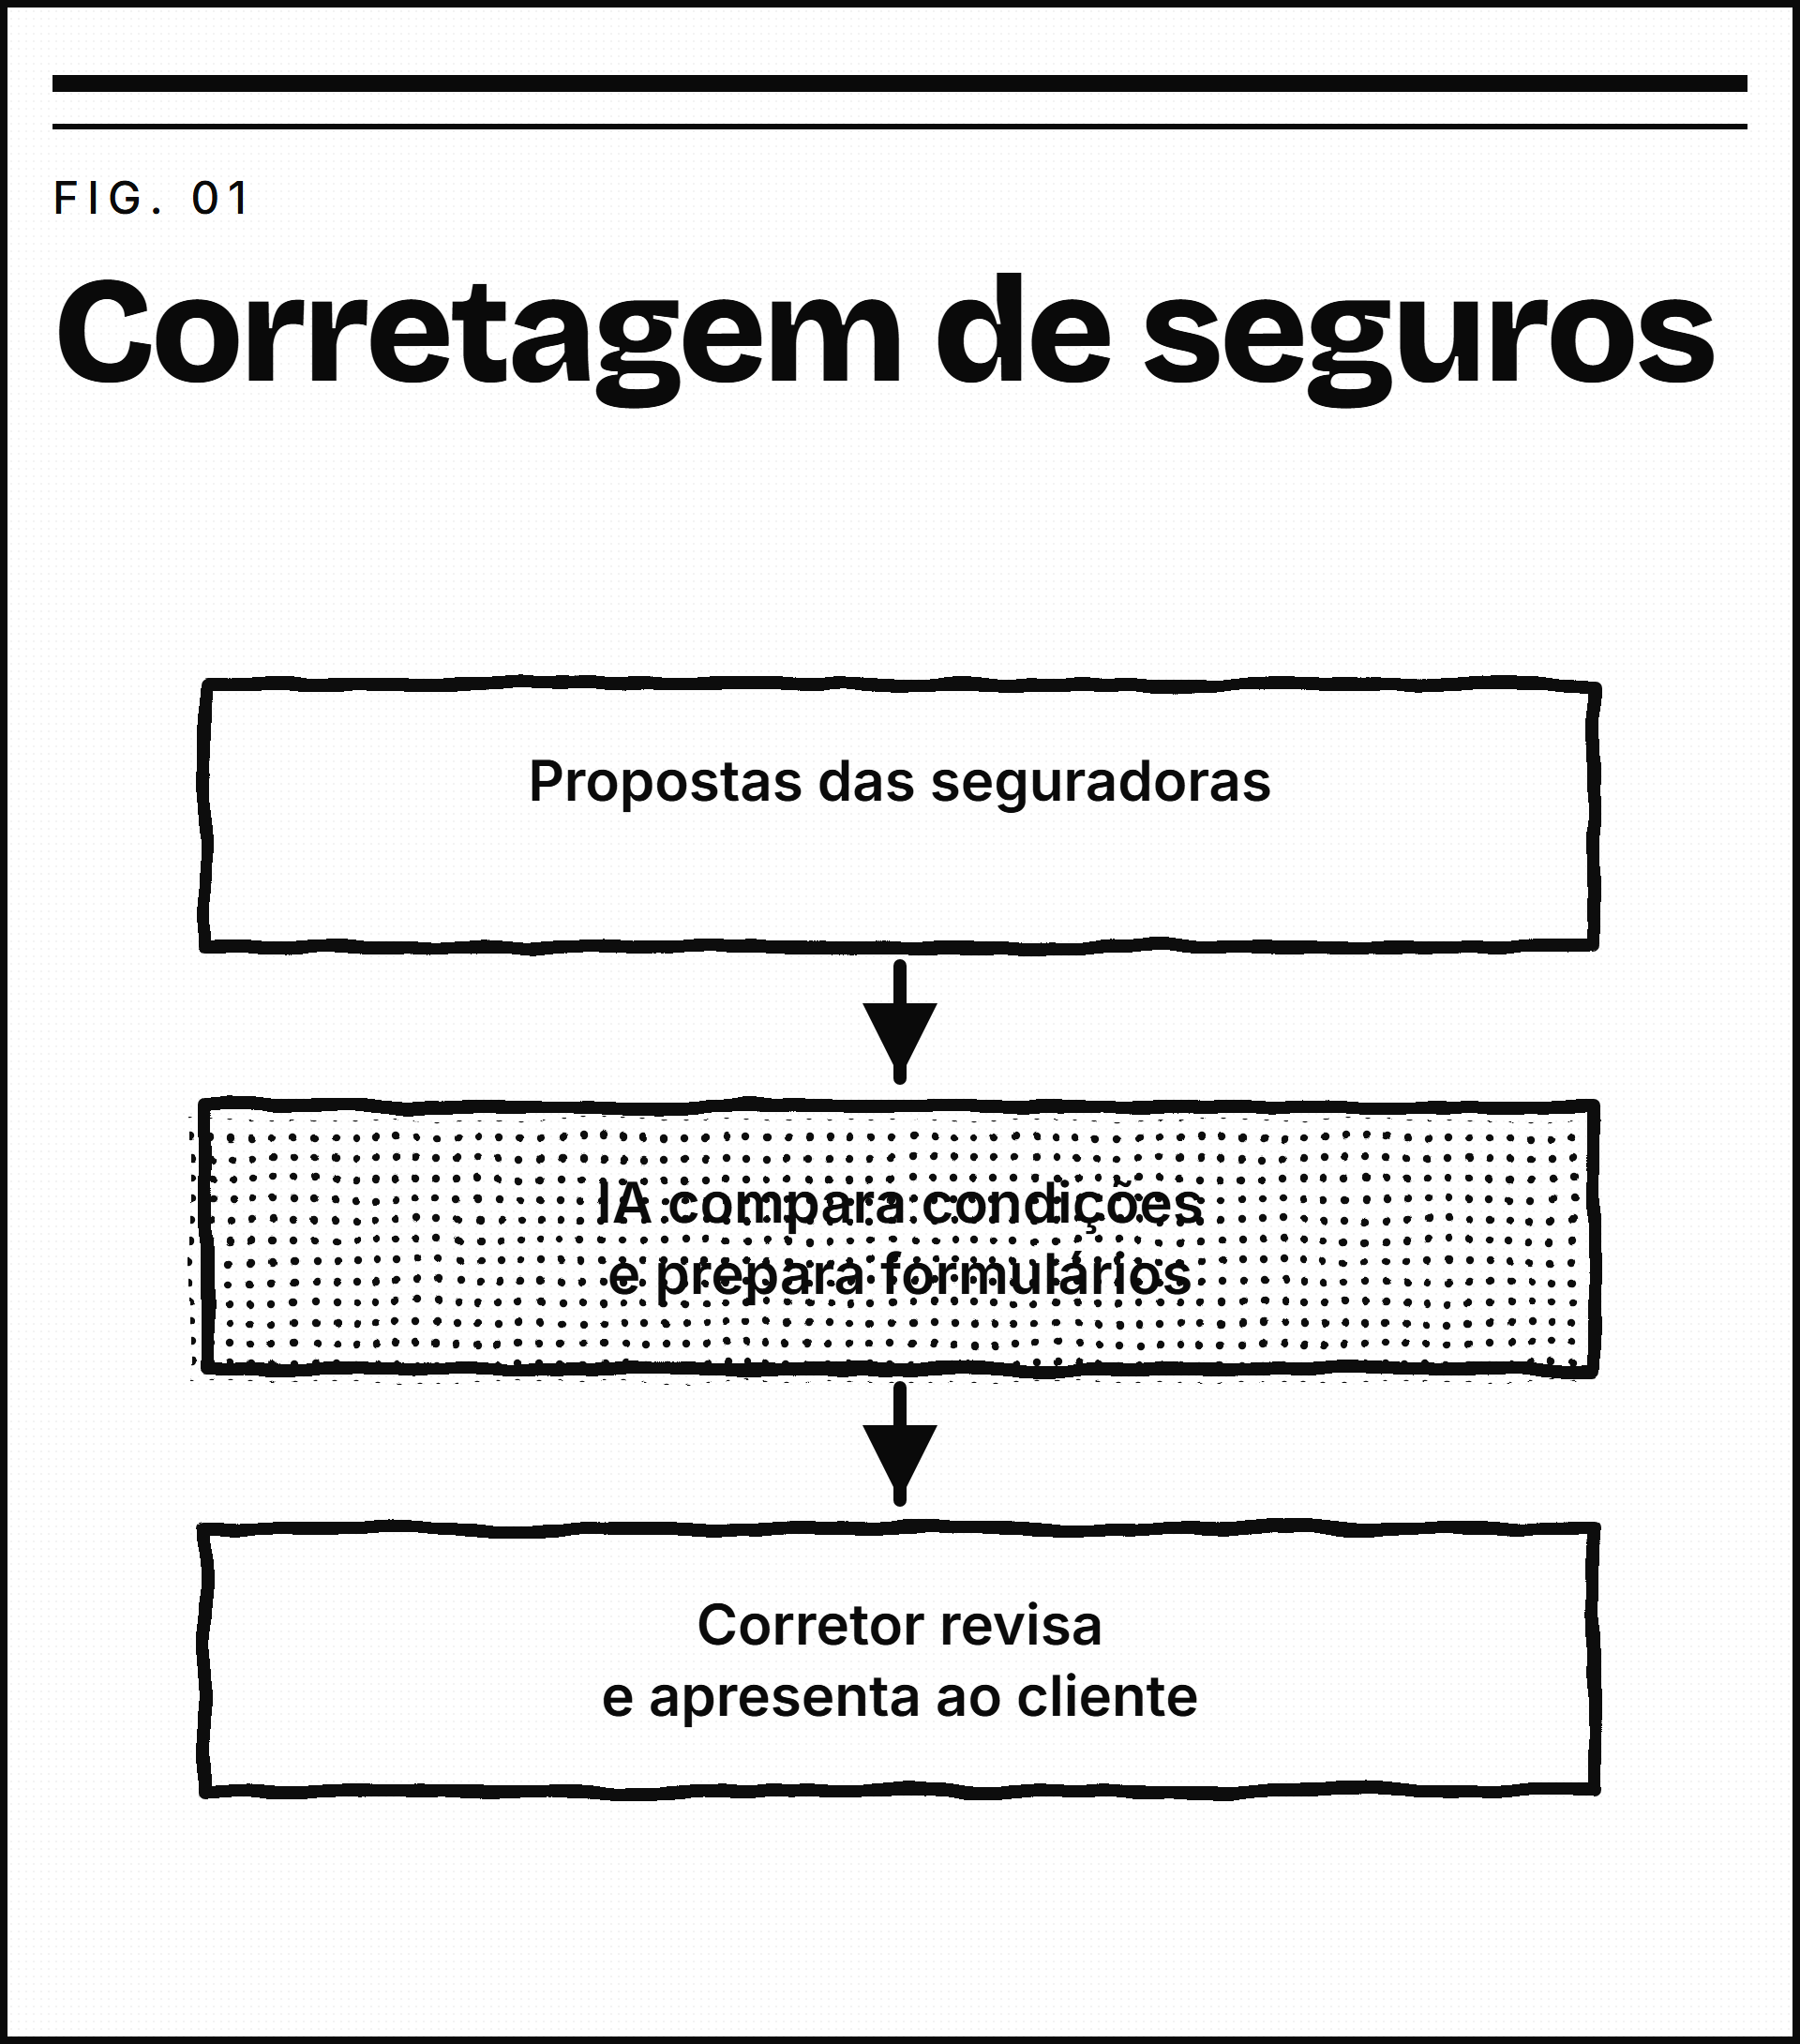 FIG. 01
Corretagem de seguros
Propostas das seguradoras
IA compara condições
e prepara formulários
Corretor revisa
e apresenta ao cliente